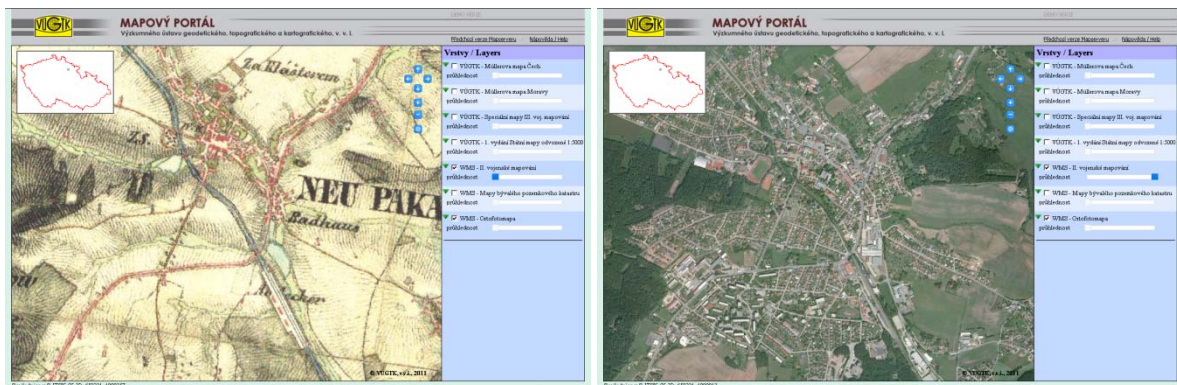 VÚGTK
MAPOVÝ PORTÁL
Výzkumného ústavu geodetického, topografického a kartografického, v. v. i.
Předchozí verze Mapserveru
Nápověda / Help
Vrstvy / Layers
VÚGTK - Müllerova mapa Čech
průhlednost
VÚGTK - Müllerova mapa Moravy
průhlednost
VÚGTK - Speciální mapy III. voj. mapování
průhlednost
VÚGTK - 1. vydání Státní mapy odvozené 1:5000
průhlednost
WMS - II. vojenské mapování
průhlednost
WMS - Mapy bývalého pozemkového katastru
průhlednost
WMS - Ortofotomapa
průhlednost
Za Klášterem
Z.S.
NEU PAKA
Radhaus
© VÚGTK, v.v.i., 2011
VÚGTK
MAPOVÝ PORTÁL
Výzkumného ústavu geodetického, topografického a kartografického, v. v. i.
Předchozí verze Mapserveru
Nápověda / Help
Vrstvy / Layers
VÚGTK - Müllerova mapa Čech
průhlednost
VÚGTK - Müllerova mapa Moravy
průhlednost
VÚGTK - Speciální mapy III. voj. mapování
průhlednost
VÚGTK - 1. vydání Státní mapy odvozené 1:5000
průhlednost
WMS - II. vojenské mapování
průhlednost
WMS - Mapy bývalého pozemkového katastru
průhlednost
WMS - Ortofotomapa
průhlednost
© VÚGTK, v.v.i., 2011